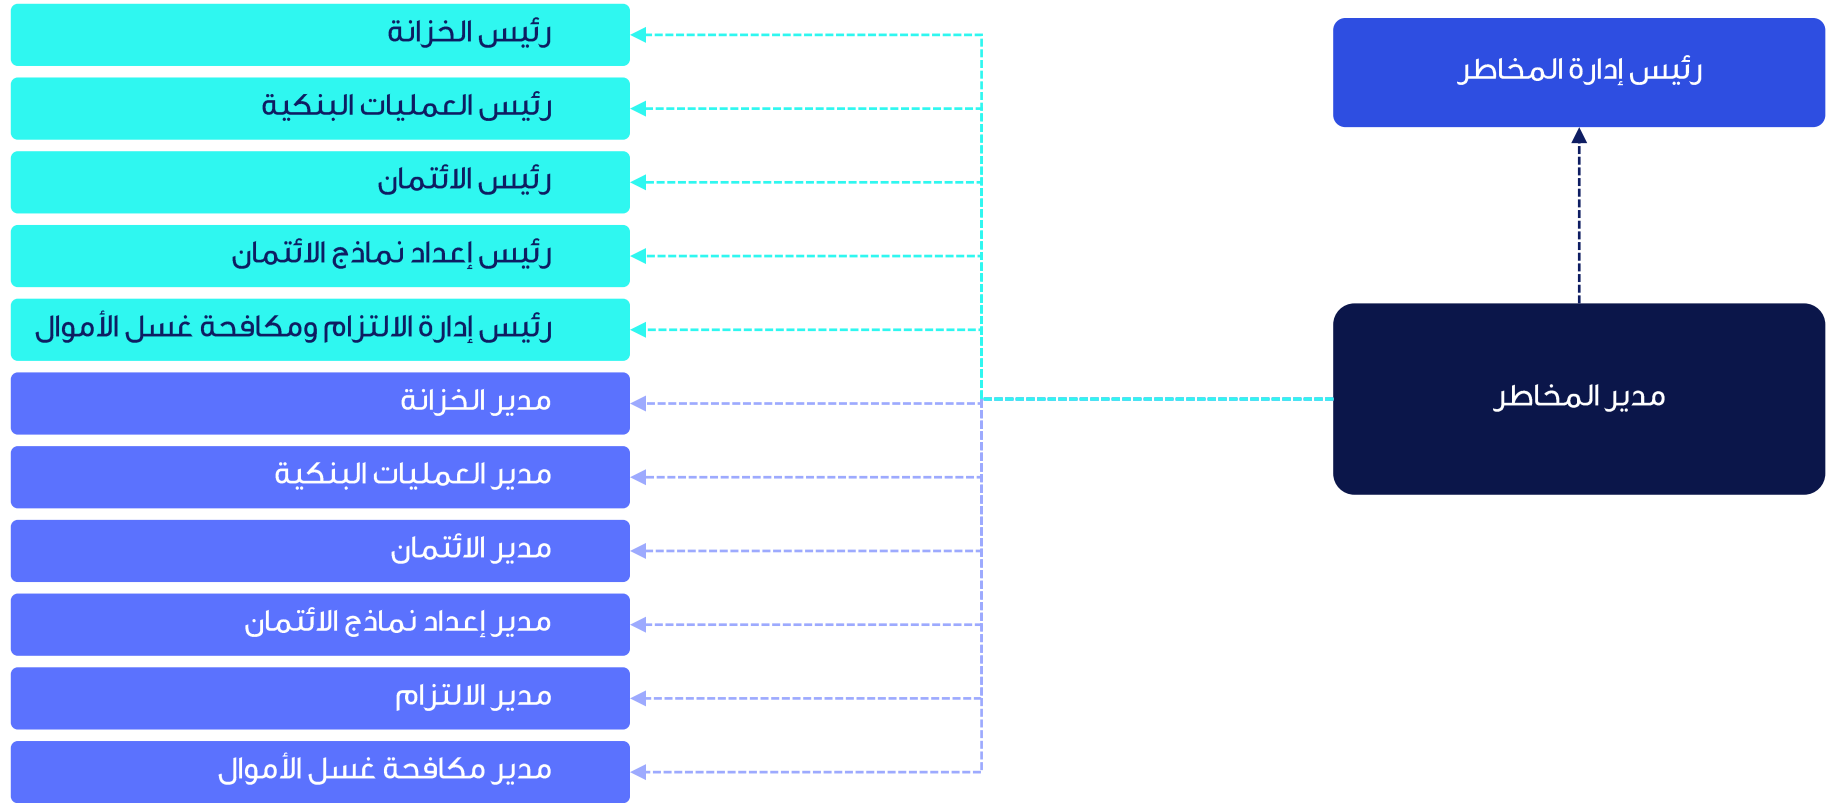 رئيس إدارة المخاطر
مدير المخاطر
رئيس الخزانة
رئيس العمليات البنكية
رئيس الائتمان
رئيس إعداد نماذج الائتمان
رئيس إدارة الالتزام ومكافحة غسل الأموال
مدير الخزانة
مدير العمليات البنكية
مدير الائتمان
مدير إعداد نماذج الائتمان
مدير الالتزام
مدير مكافحة غسل الأموال